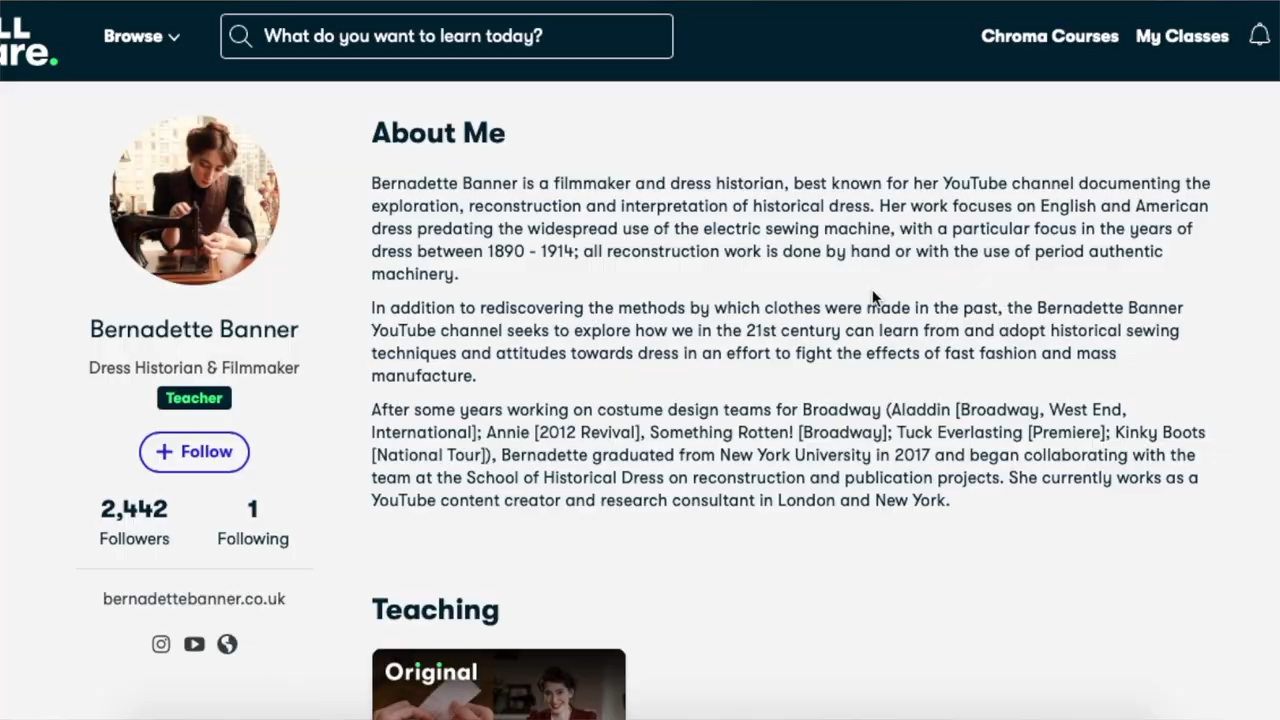 LL
are.
Browse
What do you want to learn today?
Chroma Courses
My Classes
Bernadette Banner
Dress Historian & Filmmaker
Teacher
+ Follow
2,442
Followers
1
Following
bernadettebanner.co.uk
About Me
Bernadette Banner is a filmmaker and dress historian, best known for her YouTube channel documenting the
exploration, reconstruction and interpretation of historical dress. Her work focuses on English and American
dress predating the widespread use of the electric sewing machine, with a particular focus in the years of
dress between 1890 - 1914; all reconstruction work is done by hand or with the use of period authentic
machinery.
In addition to rediscovering the methods by which clothes were made in the past, the Bernadette Banner
YouTube channel seeks to explore how we in the 21st century can learn from and adopt historical sewing
techniques and attitudes towards dress in an effort to fight the effects of fast fashion and mass
manufacture.
After some years working on costume design teams for Broadway (Aladdin [Broadway, West End,
International]; Annie [2012 Revival], Something Rotten! [Broadway]; Tuck Everlasting [Premiere]; Kinky Boots
[National Tour]), Bernadette graduated from New York University in 2017 and began collaborating with the
team at the School of Historical Dress on reconstruction and publication projects. She currently works as a
YouTube content creator and research consultant in London and New York.
Teaching
Original